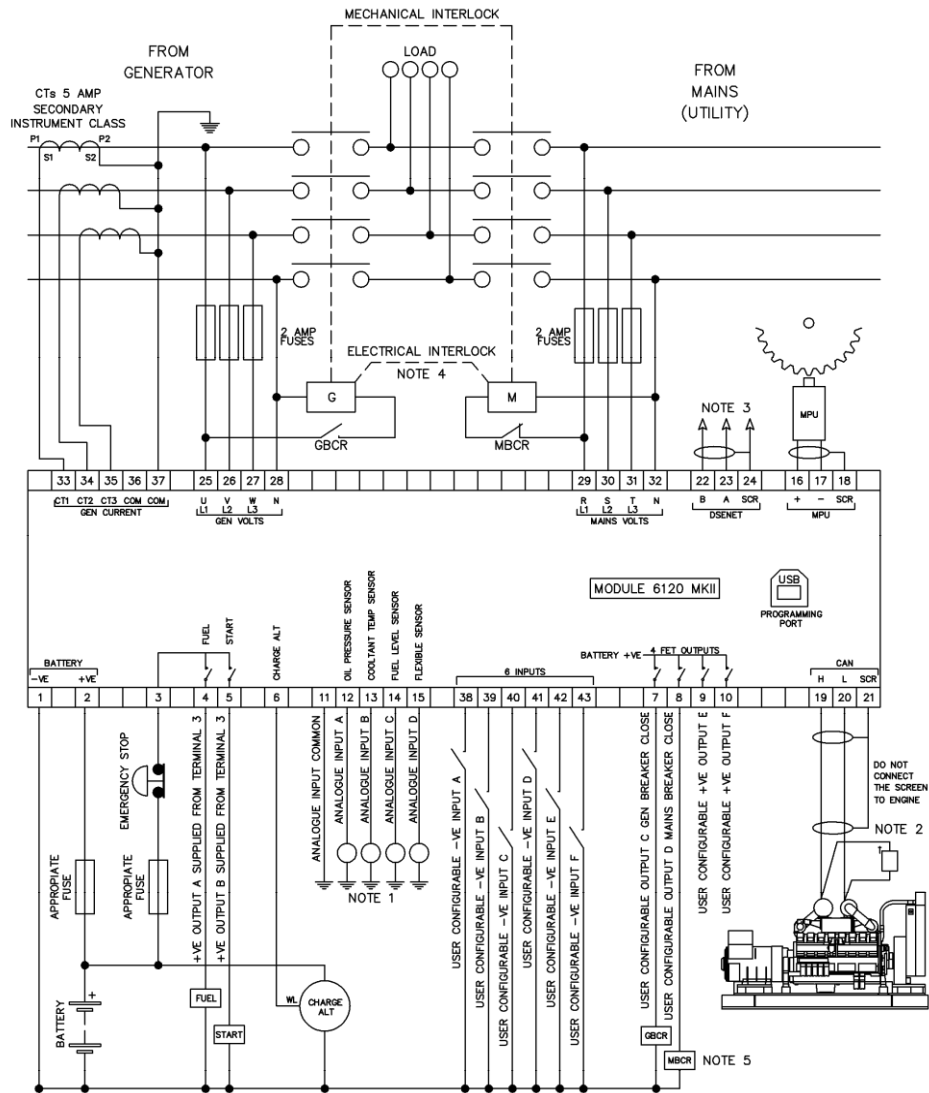 MECHANICAL INTERLOCK
FROM
GENERATOR
LOAD
FROM
MAINS
(UTILITY)
CTs 5 AMP
SECONDARY
INSTRUMENT CLASS
P1
P2
S1
S2
2 AMP
FUSES
2 AMP
FUSES
ELECTRICAL INTERLOCK
NOTE 4
G
M
GBCR
MBCR
NOTE 3
MPU
33 34 35 36 37
25 26 27 28
29 30 31 32
22 23 24
16 17 18
CT1 CT2 CT3 COM COM
GEN CURRENT
U V W N
L1 L2 L3
GEN VOLTS
R S T N
L1 L2 L3
MAINS VOLTS
B A SCR
DSENET
+ - SCR
MPU
MODULE 6120 MKII
USB
PROGRAMMING
PORT
BATTERY
-VE +VE
FUEL
START
CHARGE ALT
OIL PRESSURE SENSOR
COOLTANT TEMP SENSOR
FUEL LEVEL SENSOR
FLEXIBLE SENSOR
6 INPUTS
BATTERY +VE
4 FET OUTPUTS
CAN
H L SCR
1 2 3 4 5 6 11 12 13 14 15
38 39 40 41 42 43
7 8 9 10
19 20 21
EMERGENCY STOP
APPROPIATE
FUSE
APPROPIATE
FUSE
+VE OUTPUT A SUPPLIED FROM TERMINAL 3
+VE OUTPUT B SUPPLIED FROM TERMINAL 3
ANALOGUE INPUT COMMON
ANALOGUE INPUT A
ANALOGUE INPUT B
ANALOGUE INPUT C
ANALOGUE INPUT D
NOTE 1
USER CONFIGURABLE -VE INPUT A
USER CONFIGURABLE -VE INPUT B
USER CONFIGURABLE -VE INPUT C
USER CONFIGURABLE -VE INPUT D
USER CONFIGURABLE -VE INPUT E
USER CONFIGURABLE -VE INPUT F
USER CONFIGURABLE OUTPUT C GEN BREAKER CLOSE
USER CONFIGURABLE OUTPUT D MAINS BREAKER CLOSE
USER CONFIGURABLE +VE OUTPUT E
USER CONFIGURABLE +VE OUTPUT F
DO NOT
CONNECT
THE SCREEN
TO ENGINE
NOTE 2
T
BATTERY
+
-
FUEL
START
WL
CHARGE
ALT
GBCR
MBCR
NOTE 5